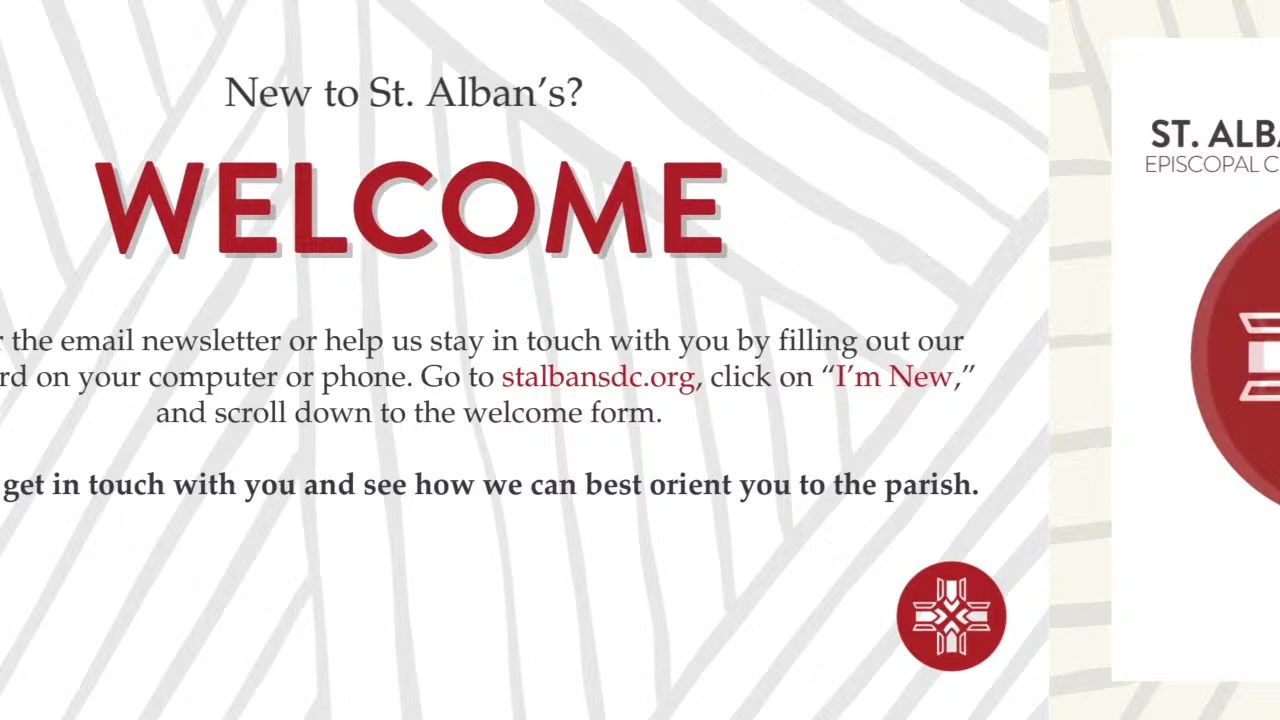 New to St. Alban's?
WELCOME
the email newsletter or help us stay in touch with you by filling out our
on your computer or phone. Go to stalbansdc.org, click on “I'm New,”
and scroll down to the welcome form.
get in touch with you and see how we can best orient you to the parish.
ST.
EPISCOPAL